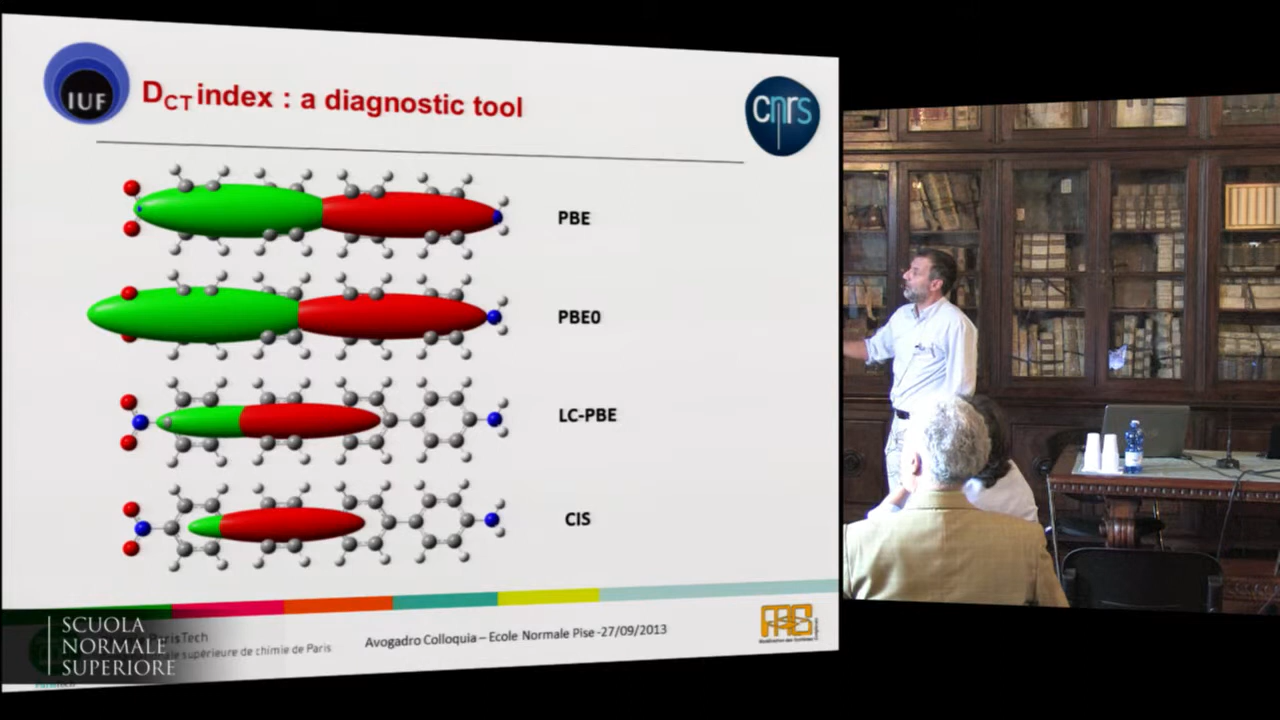 IUF
D_CT index : a diagnostic tool
cnrs
PBE
PBE0
LC-PBE
CIS
ParisTech
supérieure de chimie de Paris
Avogadro Colloquia – Ecole Normale Pise -27/09/2013
SCUOLA
NORMALE
SUPERIORE